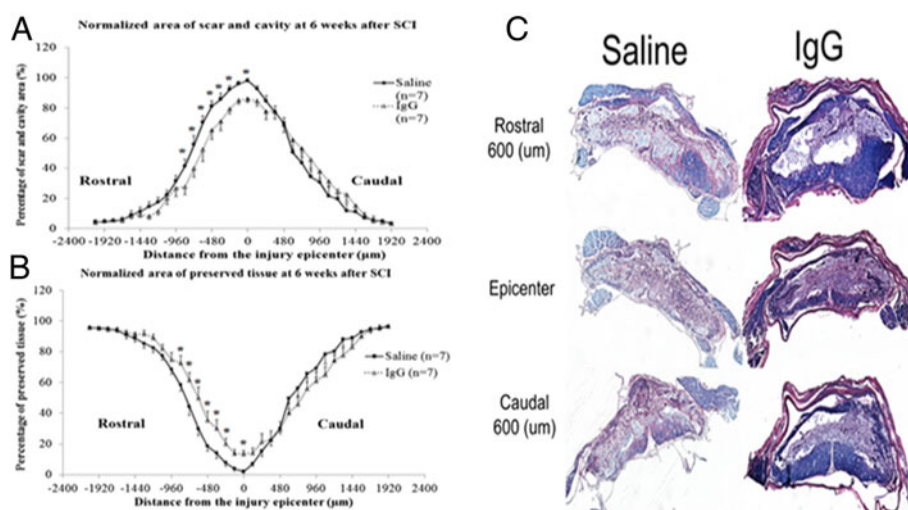 A
Normalized area of scar and cavity at 6 weeks after SCI
Percentage of scar and cavity area (%)
120
100
80
60
40
20
0
Saline
(n=7)
IgG
(n=7)
Rostral
Caudal
-2400 -1920 -1440 -960 -480 0 480 960 1440 1920 2400
Distance from the injury epicenter (µm)
B
Normalized area of preserved tissue at 6 weeks after SCI
Percentage of preserved tissue (%)
120
100
80
60
40
20
0
Saline (n=7)
IgG (n=7)
Rostral
Caudal
-2400 -1920 -1440 -960 -480 0 480 960 1440 1920 2400
Distance from the injury epicenter (µm)
C
Saline IgG
Rostral
600 (um)
Epicenter
Caudal
600 (um)